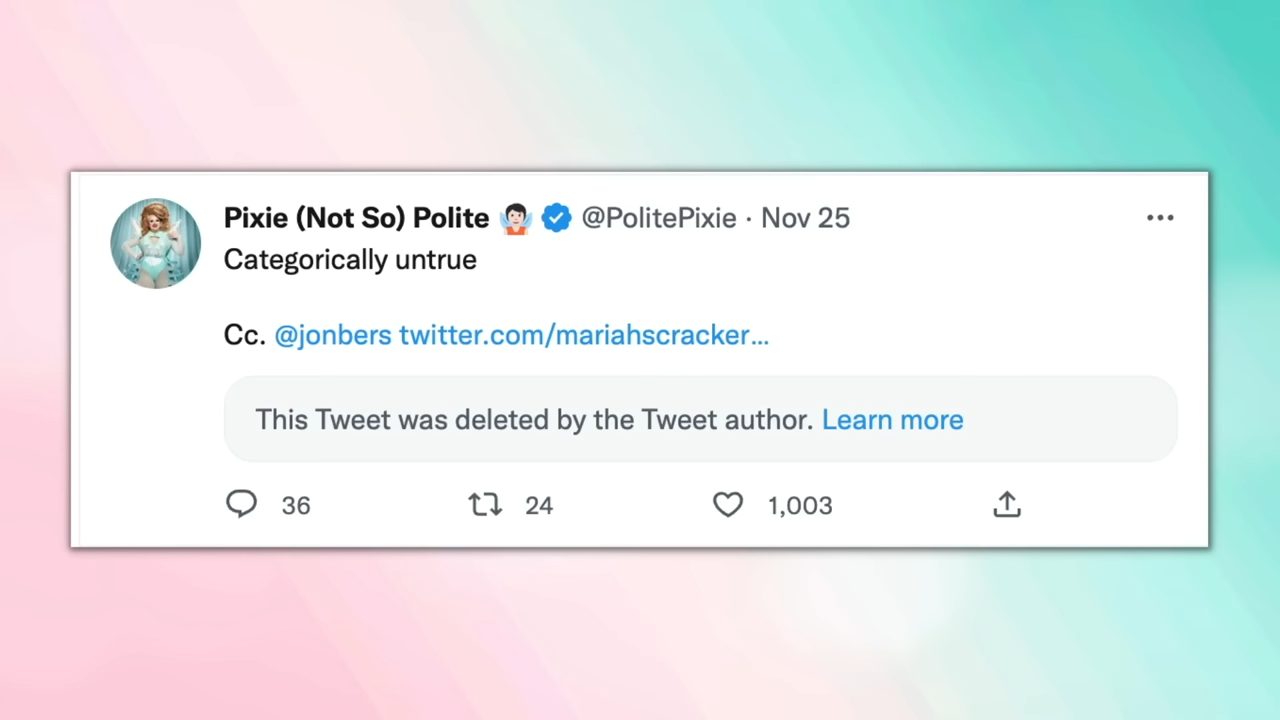 Pixie (Not So) Polite 🧚🏻 @PolitePixie · Nov 25
Categorically untrue
Cc. @jonbers twitter.com/mariahscracker...
This Tweet was deleted by the Tweet author. Learn more
36 24 1,003